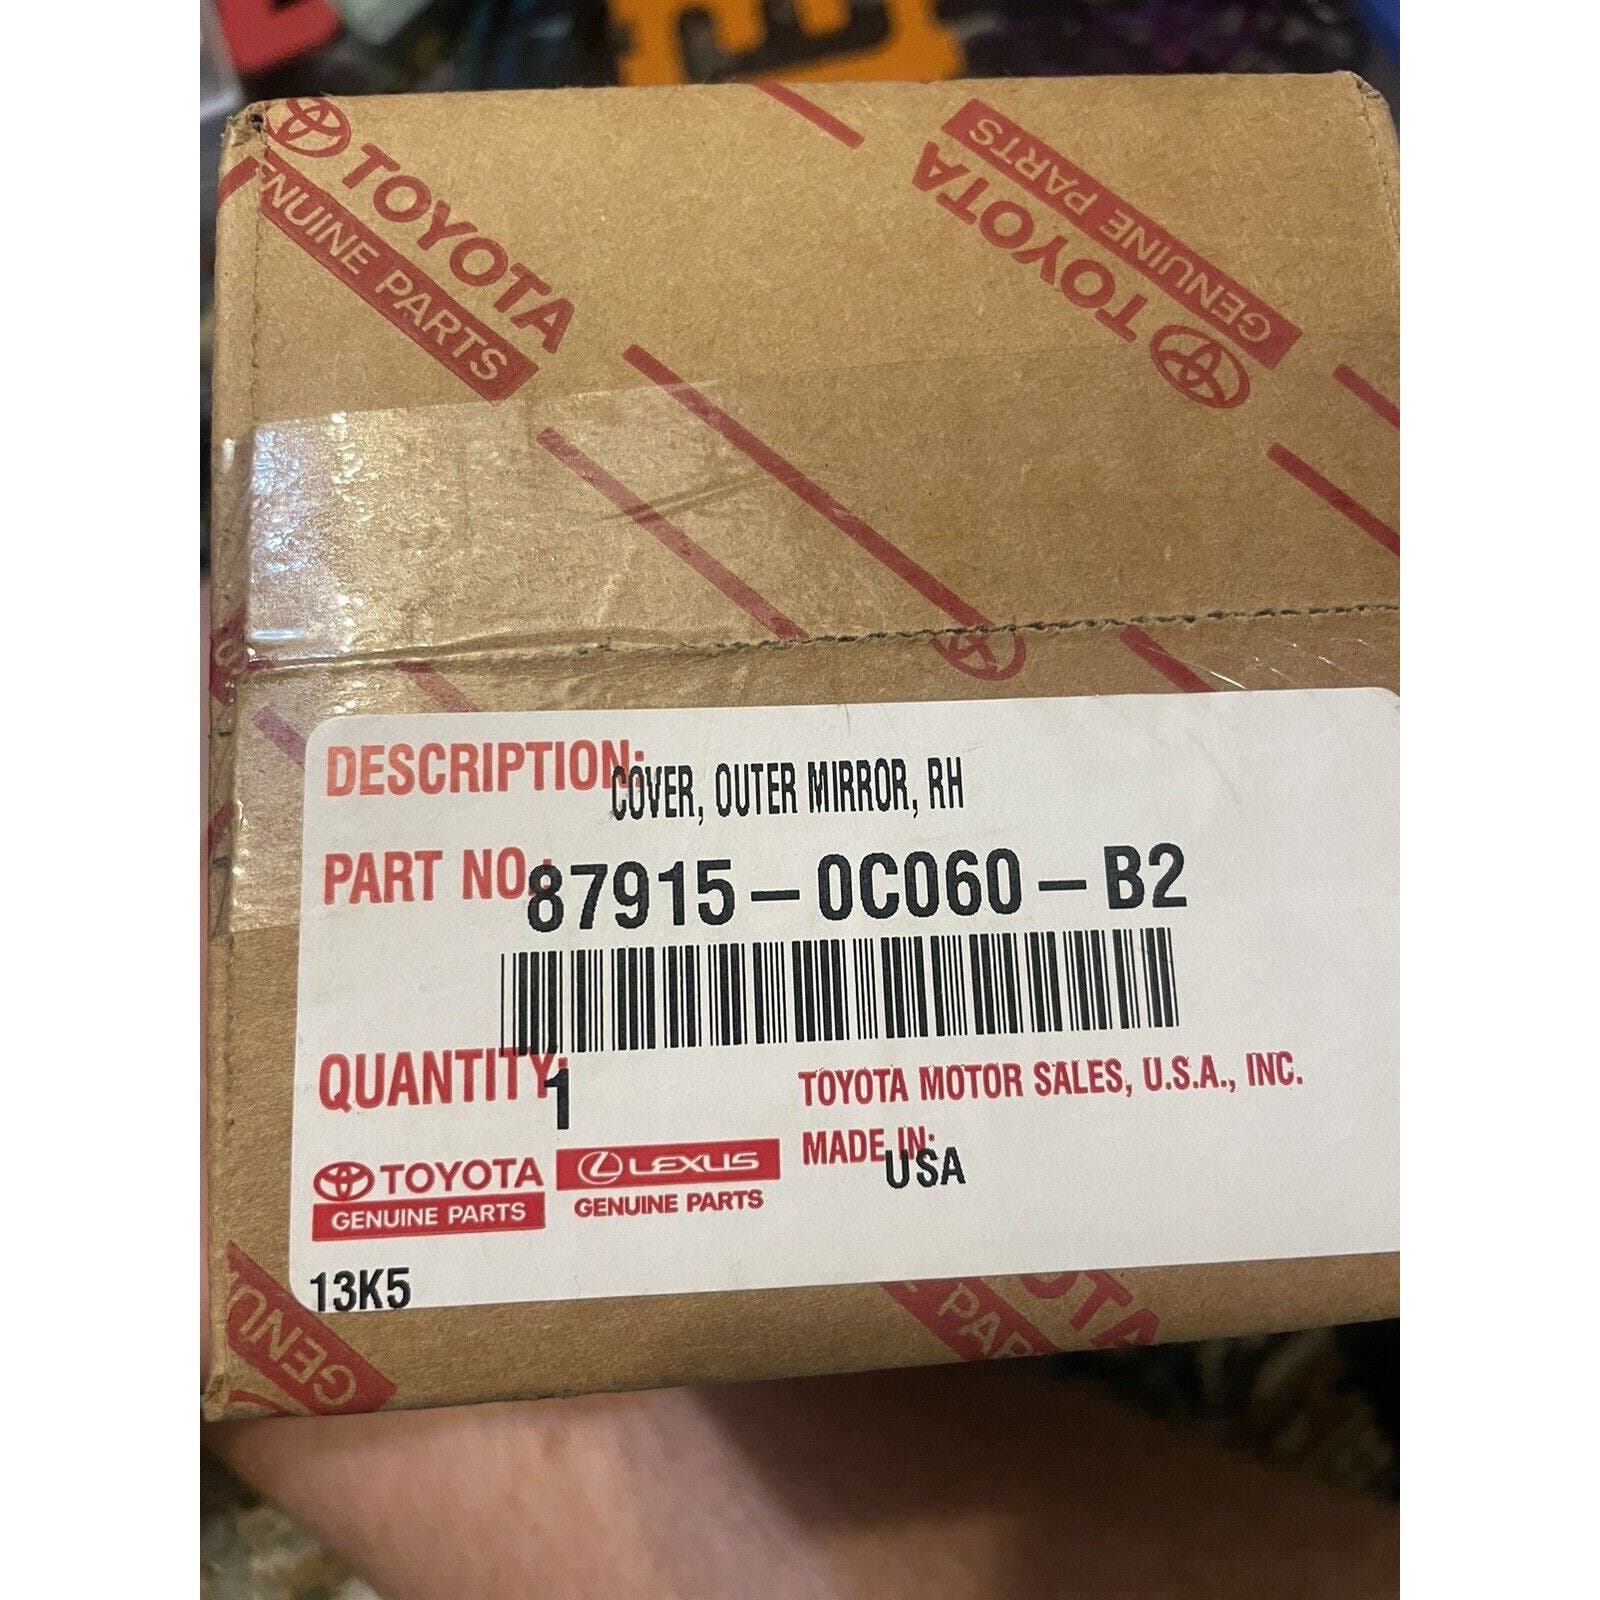 TOYOTA
GENUINE PARTS
TOYOTA
GENUINE PARTS
DESCRIPTION:
COVER, OUTER MIRROR, RH
PART NO.:
87915-0C060-B2
QUANTITY:
1
TOYOTA MOTOR SALES, U.S.A., INC.
MADE IN:
USA
TOYOTA
GENUINE PARTS
LEXUS
GENUINE PARTS
13K5